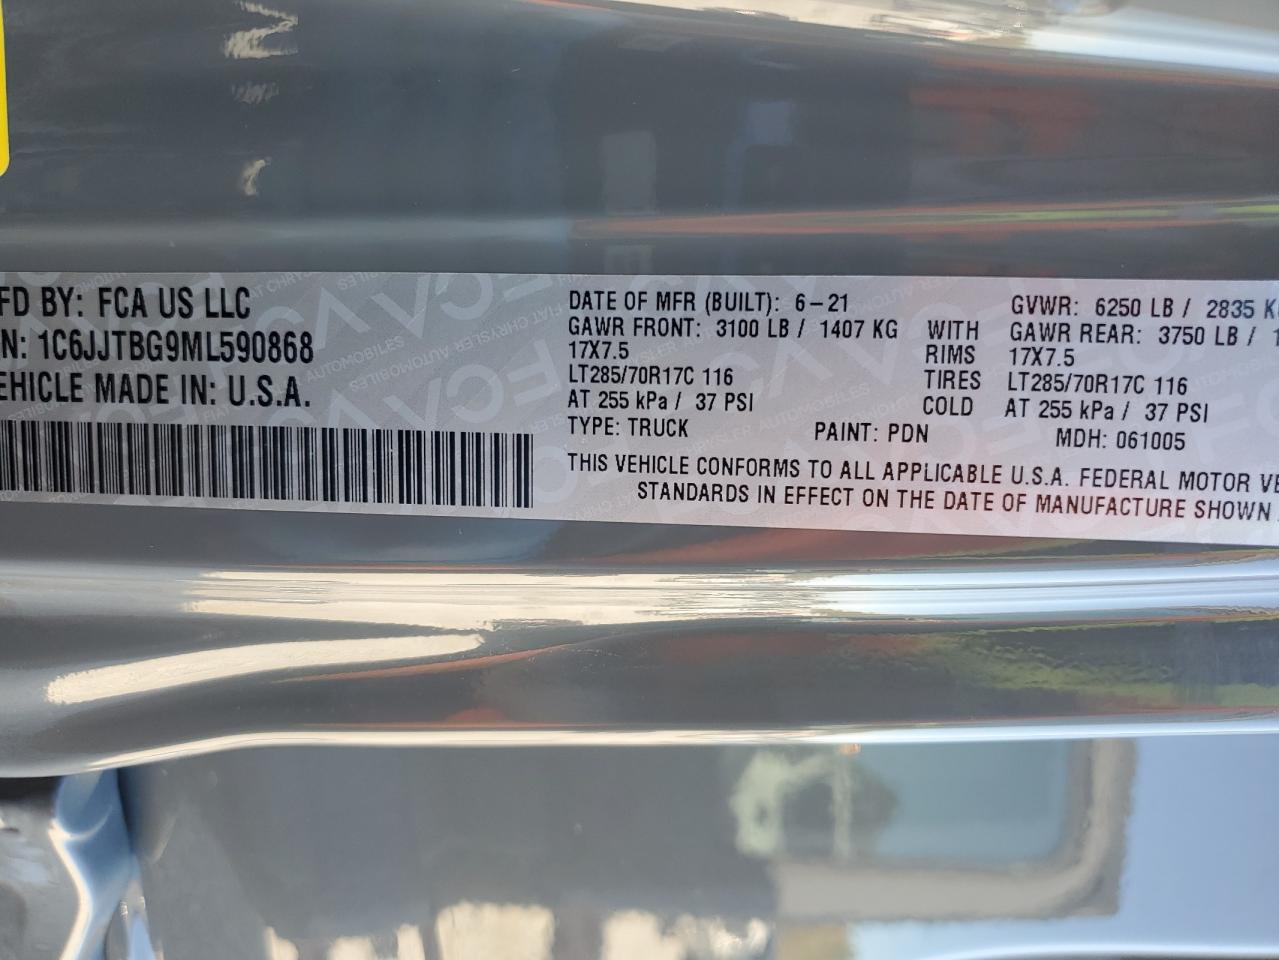 FD BY: FCA US LLC
N: 1C6JJTBG9ML590868
EHICLE MADE IN: U.S.A.
DATE OF MFR (BUILT): 6-21
GVWR: 6250 LB / 2835 K
GAWR FRONT: 3100 LB / 1407 KG WITH GAWR REAR: 3750 LB / 1
17X7.5 RIMS 17X7.5
LT285/70R17C 116 TIRES LT285/70R17C 116
AT 255 kPa / 37 PSI COLD AT 255 kPa / 37 PSI
TYPE: TRUCK PAINT: PDN MDH: 061005
THIS VEHICLE CONFORMS TO ALL APPLICABLE U.S.A. FEDERAL MOTOR VE
STANDARDS IN EFFECT ON THE DATE OF MANUFACTURE SHOWN